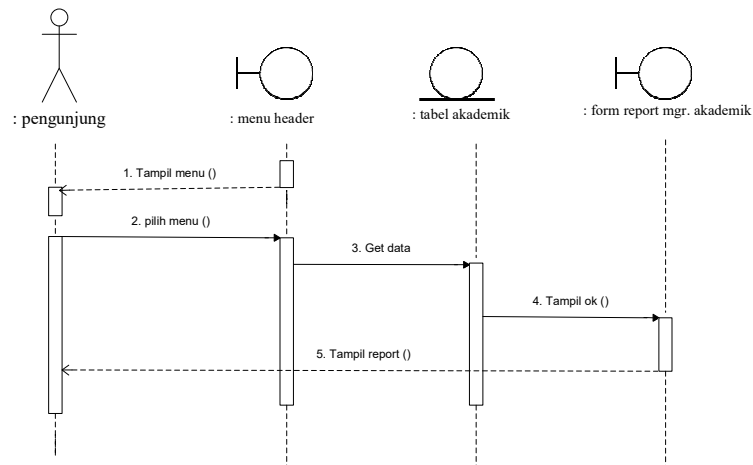 : pengunjung
: menu header
: tabel akademik
: form report mgr. akademik
1. Tampil menu ()
2. pilih menu ()
3. Get data
4. Tampil ok ()
5. Tampil report ()